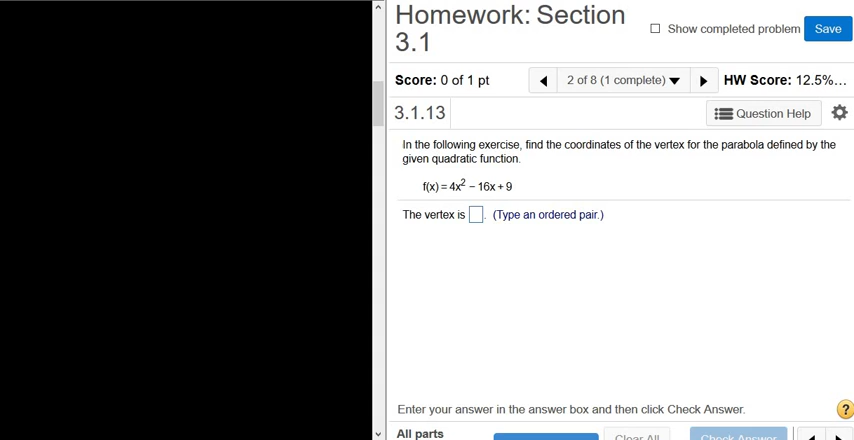 Homework: Section 3.1
Show completed problem
Save
Score: 0 of 1 pt
2 of 8 (1 complete)
HW Score: 12.5%...
3.1.13
Question Help
In the following exercise, find the coordinates of the vertex for the parabola defined by the
given quadratic function.
f(x) = 4x² − 16x + 9
The vertex is . (Type an ordered pair.)
Enter your answer in the answer box and then click Check Answer.
?
All parts
Clear All
Check Answer